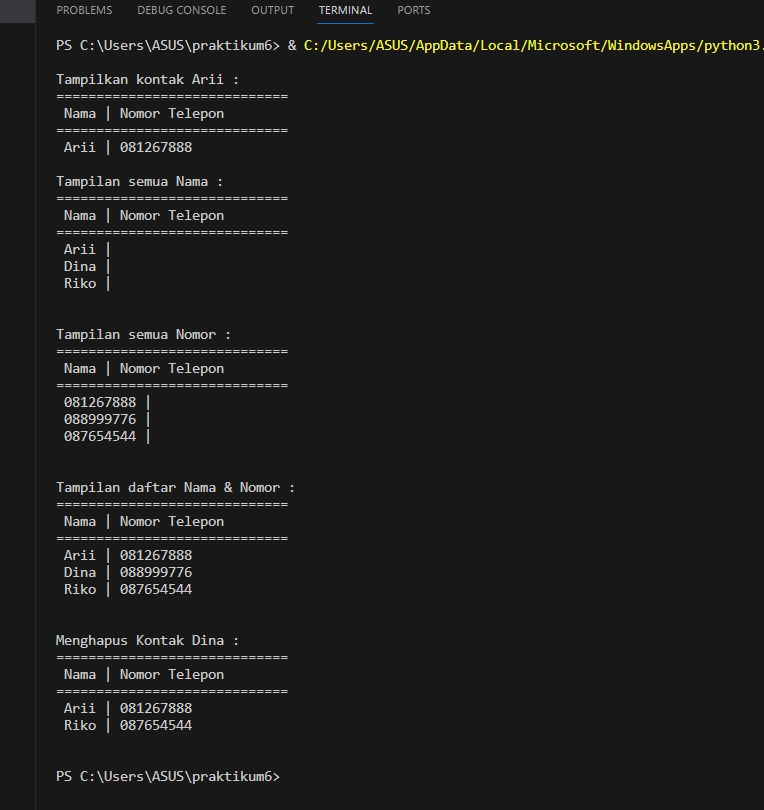 PROBLEMS DEBUG CONSOLE OUTPUT TERMINAL PORTS
PS C:\Users\ASUS\praktikum6> & C:/Users/ASUS/AppData/Local/Microsoft/WindowsApps/python3.
Tampilkan kontak Arii :
=============================
Nama | Nomor Telepon
=============================
Arii | 081267888
Tampilan semua Nama :
=============================
Nama | Nomor Telepon
=============================
Arii |
Dina |
Riko |
Tampilan semua Nomor :
=============================
Nama | Nomor Telepon
=============================
081267888 |
088999776 |
087654544 |
Tampilan daftar Nama & Nomor :
=============================
Nama | Nomor Telepon
=============================
Arii | 081267888
Dina | 088999776
Riko | 087654544
Menghapus Kontak Dina :
=============================
Nama | Nomor Telepon
=============================
Arii | 081267888
Riko | 087654544
PS C:\Users\ASUS\praktikum6>